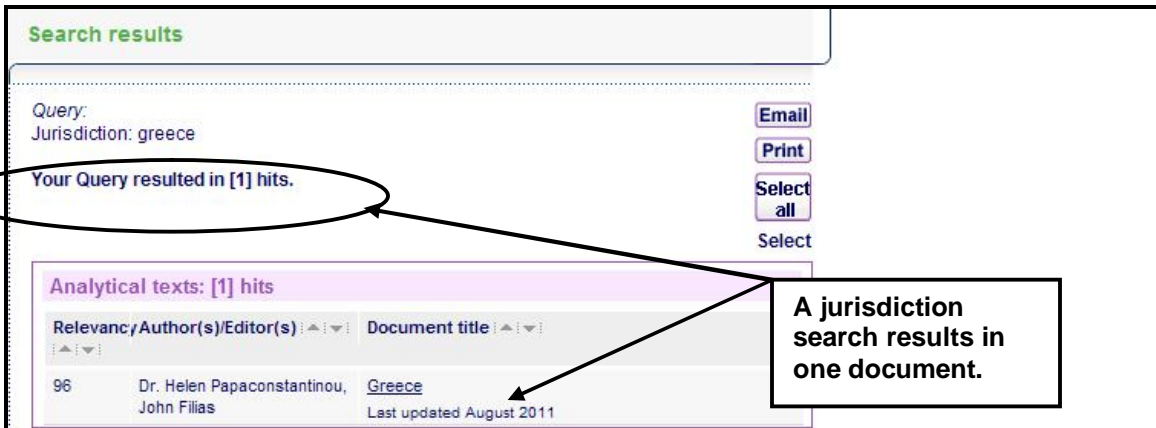 Search results
Query:
Jurisdiction: greece
Your Query resulted in [1] hits.
Email
Print
Select
all
Select
Analytical texts: [1] hits
Relevancy Author(s)/Editor(s) Document title
96 Dr. Helen Papaconstantinou, Greece
John Filias Last updated August 2011
A jurisdiction
search results in
one document.